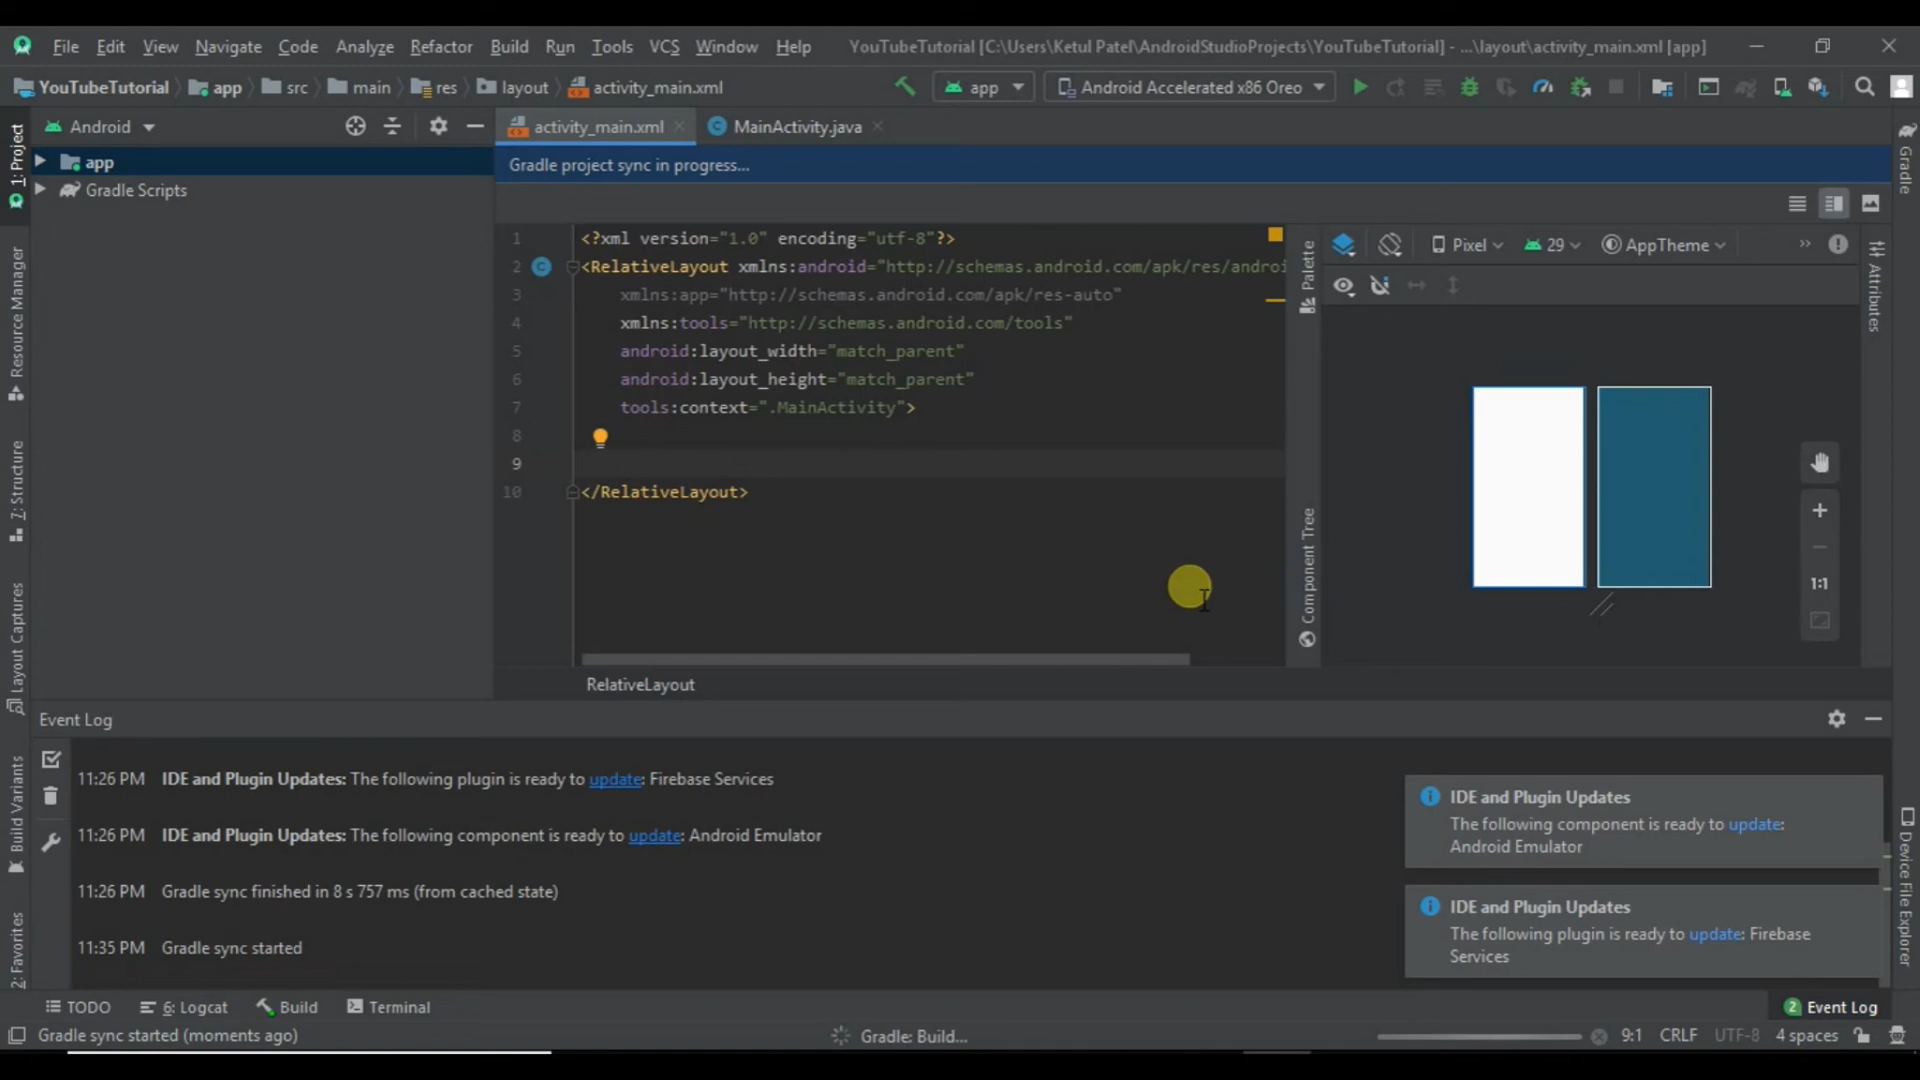 File Edit View Navigate Code Analyze Refactor Build Run Tools VCS Window Help YouTubeTutorial [C:\Users\Ketul Patel\AndroidStudioProjects\YouTubeTutorial] - ...\layout\activity_main.xml [app]
YouTubeTutorial app src main res layout activity_main.xml app Android Accelerated x86 Oreo
Android activity_main.xml MainActivity.java
Gradle project sync in progress...
app
Gradle Scripts
1: Project
Resource Manager
7: Structure
Layout Captures
Build Variants
2: Favorites
1 <?xml version="1.0" encoding="utf-8"?>
2 <RelativeLayout xmlns:android="http://schemas.android.com/apk/res/androi
3 xmlns:app="http://schemas.android.com/apk/res-auto"
4 xmlns:tools="http://schemas.android.com/tools"
5 android:layout_width="match_parent"
6 android:layout_height="match_parent"
7 tools:context=".MainActivity">
8
9
10 </RelativeLayout>
RelativeLayout
Palette
Component Tree
Pixel 29 AppTheme
1:1
Attributes
Gradle
Device File Explorer
Event Log
11:26 PM IDE and Plugin Updates: The following plugin is ready to update: Firebase Services
11:26 PM IDE and Plugin Updates: The following component is ready to update: Android Emulator
11:26 PM Gradle sync finished in 8 s 757 ms (from cached state)
11:35 PM Gradle sync started
IDE and Plugin Updates
The following component is ready to update:
Android Emulator
IDE and Plugin Updates
The following plugin is ready to update: Firebase
Services
TODO 6: Logcat Build Terminal 2 Event Log
Gradle sync started (moments ago) Gradle: Build... 9:1 CRLF UTF-8 4 spaces